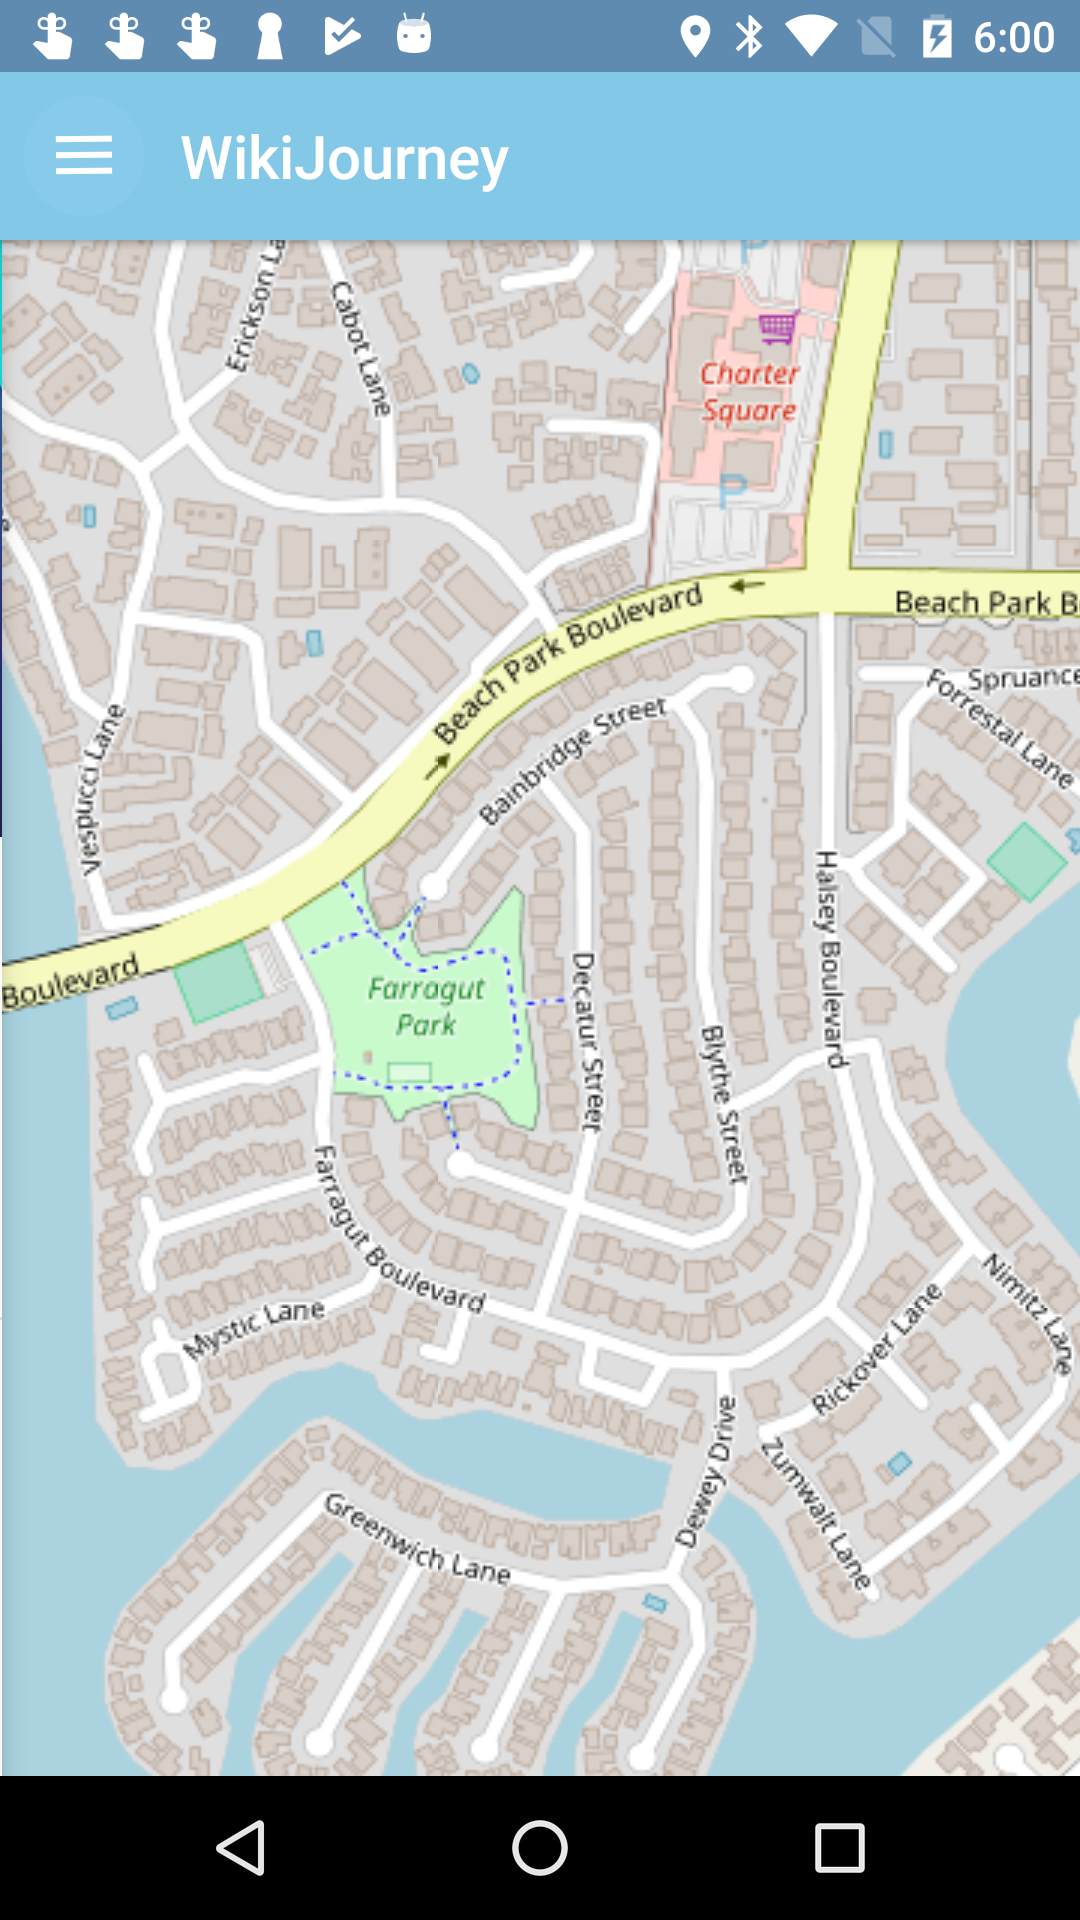 6:00
WikiJourney
P
Erickson La
Cabot Lane
Charter
Square
P
Beach Park Boulevard
Beach Park B
Spruance
Forrestal Lane
Bainbridge Street
Vespucci Lane
Halsey Boulevard
Boulevard
Farragut
Park
Decatur Street
Blythe Street
Farragut Boulevard
Nimitz Lane
Mystic Lane
Rickover Lane
Dewey Drive
Zumwalt Lane
Greenwich Lane